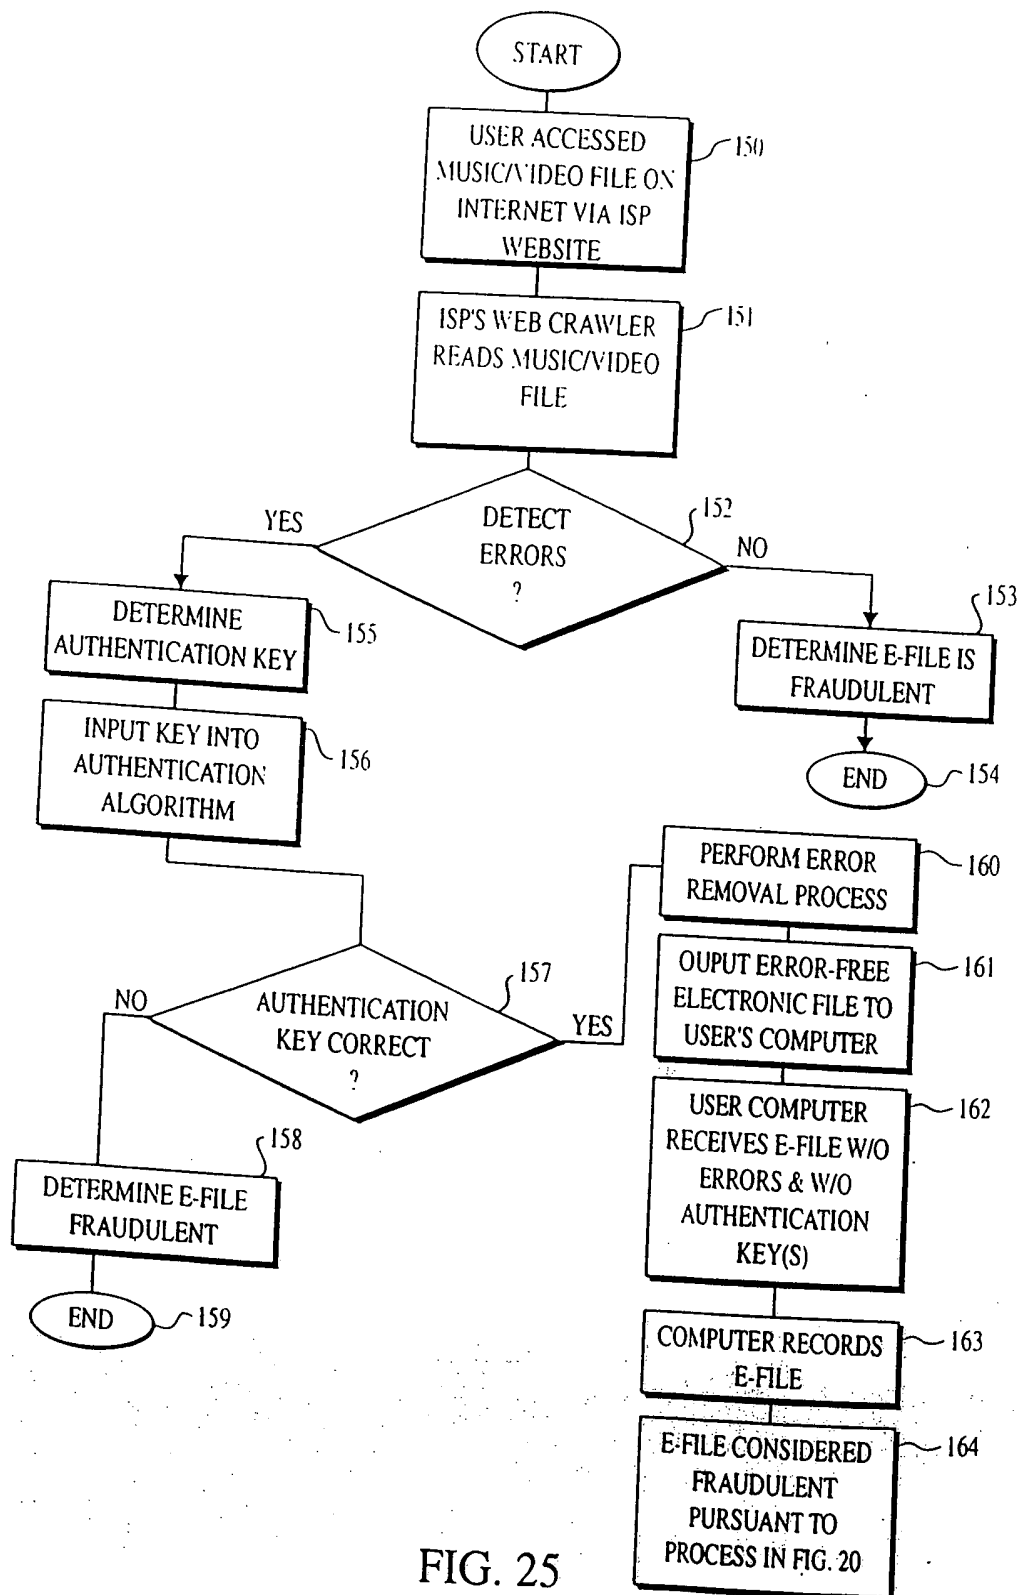 START
USER ACCESSED
MUSIC/VIDEO FILE ON
INTERNET VIA ISP
WEBSITE
150
ISP'S WEB CRAWLER
READS MUSIC/VIDEO
FILE
151
DETECT
ERRORS
?
152
YES
NO
DETERMINE
AUTHENTICATION KEY
155
DETERMINE E-FILE IS
FRAUDULENT
153
INPUT KEY INTO
AUTHENTICATION
ALGORITHM
156
END
154
AUTHENTICATION
KEY CORRECT
?
157
NO
YES
PERFORM ERROR
REMOVAL PROCESS
160
OUPUT ERROR-FREE
ELECTRONIC FILE TO
USER'S COMPUTER
161
USER COMPUTER
RECEIVES E-FILE W/O
ERRORS & W/O
AUTHENTICATION
KEY(S)
162
DETERMINE E-FILE
FRAUDULENT
158
END
159
COMPUTER RECORDS
E-FILE
163
E-FILE CONSIDERED
FRAUDULENT
PURSUANT TO
PROCESS IN FIG. 20
164
FIG. 25